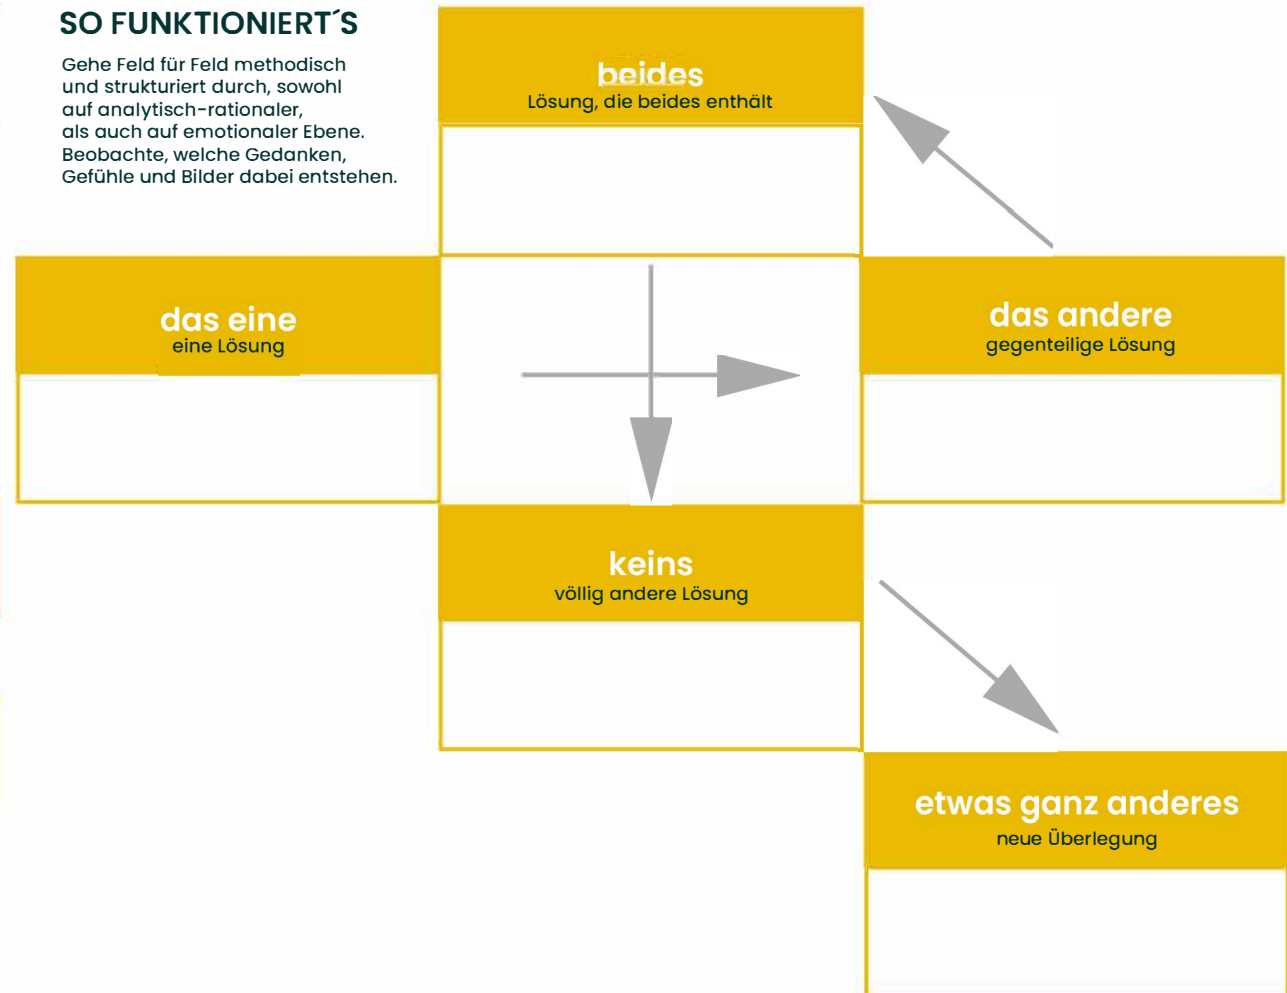 SO FUNKTIONIERT´S
Gehe Feld für Feld methodisch
und strukturiert durch, sowohl
auf analytisch-rationaler,
als auch auf emotionaler Ebene.
Beobachte, welche Gedanken,
Gefühle und Bilder dabei entstehen.
beides
Lösung, die beides enthält
das eine
eine Lösung
das andere
gegenteilige Lösung
keins
völlig andere Lösung
etwas ganz anderes
neue Überlegung